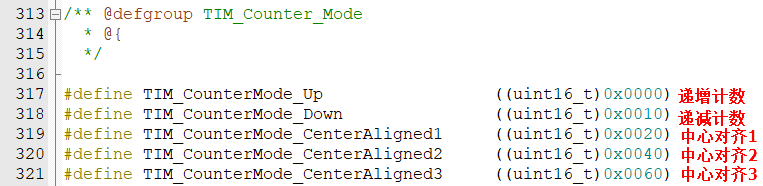 313 /** @defgroup TIM_Counter_Mode
314 * @{
315 */
316
317 #define TIM_CounterMode_Up ((uint16_t)0x0000) 递增计数
318 #define TIM_CounterMode_Down ((uint16_t)0x0010) 递减计数
319 #define TIM_CounterMode_CenterAligned1 ((uint16_t)0x0020) 中心对齐1
320 #define TIM_CounterMode_CenterAligned2 ((uint16_t)0x0040) 中心对齐2
321 #define TIM_CounterMode_CenterAligned3 ((uint16_t)0x0060) 中心对齐3